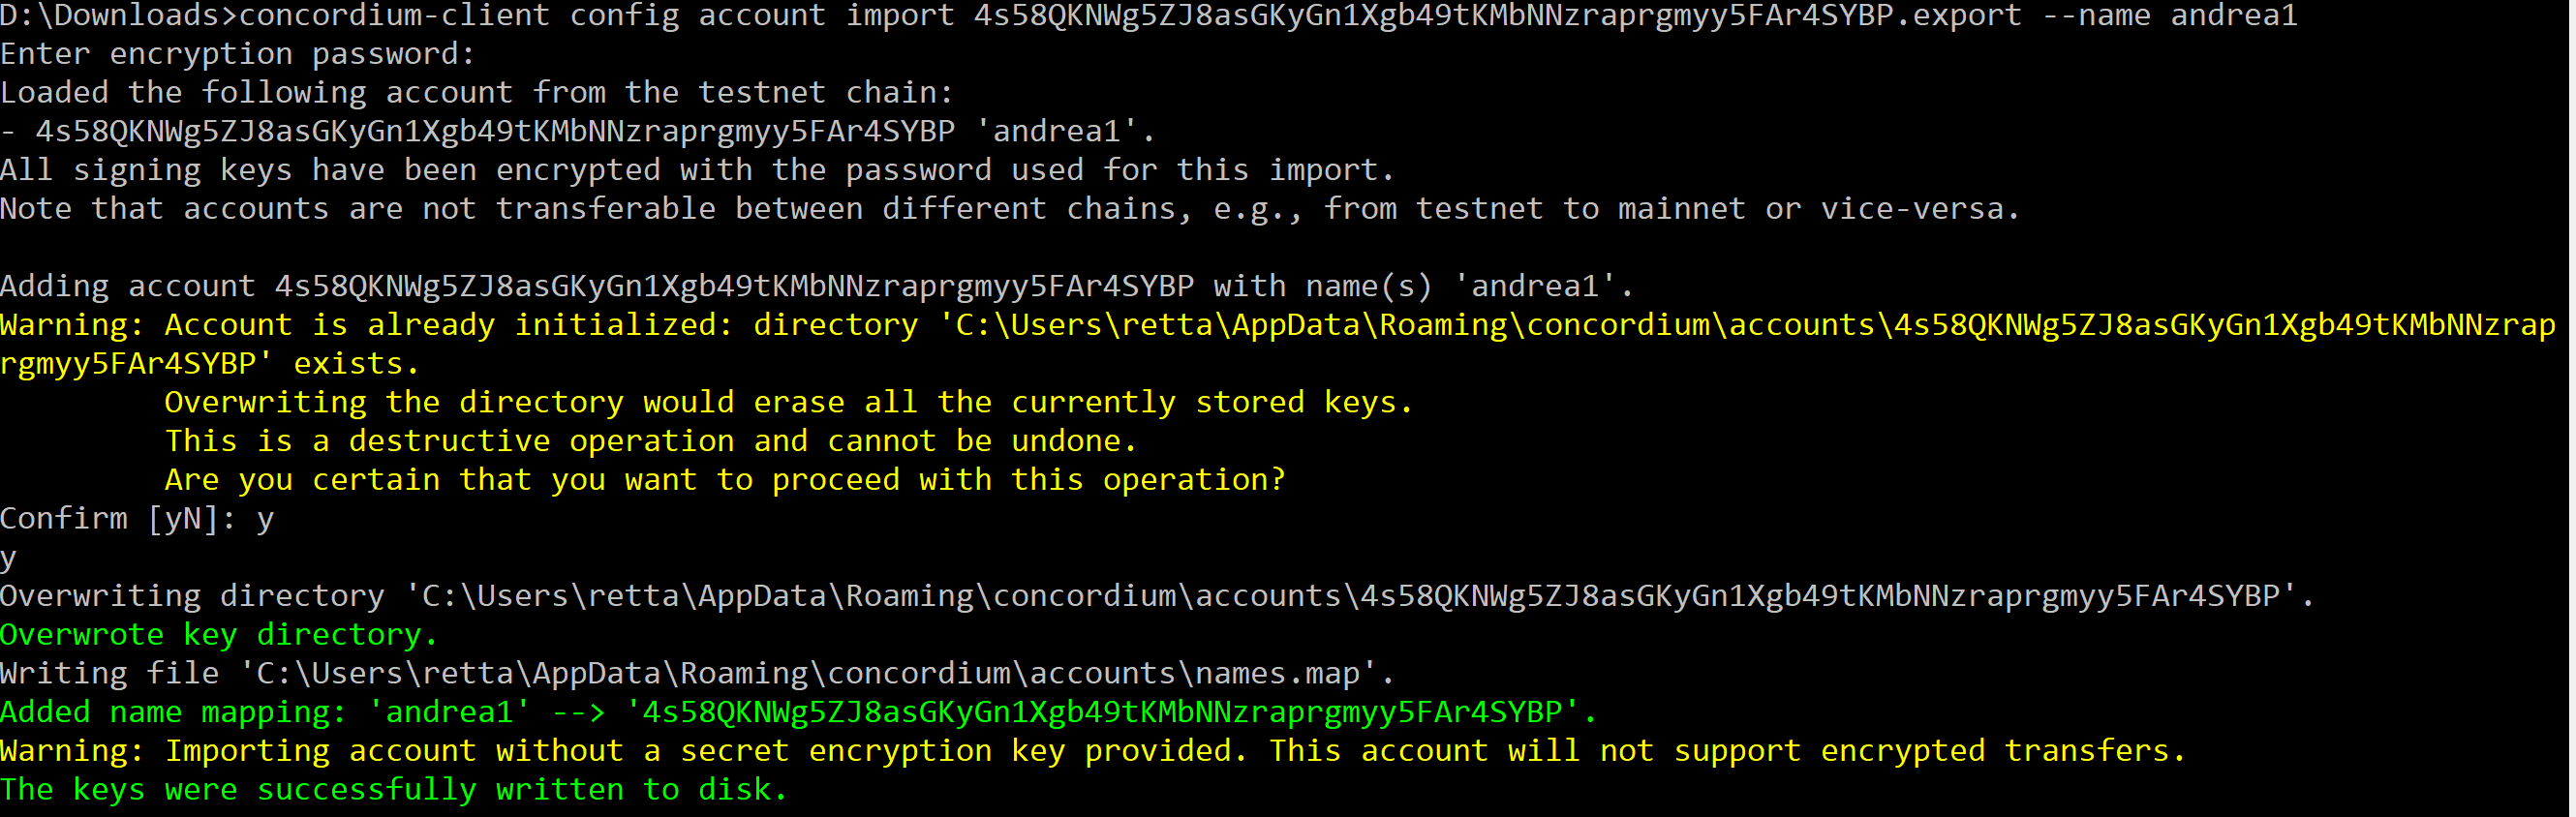 D:\Downloads>concordium-client config account import 4s58QKNWg5ZJ8asGKyGn1Xgb49tKMbNNzraprgmyy5FAr4SYBP.export --name andrea1
Enter encryption password:
Loaded the following account from the testnet chain:
- 4s58QKNWg5ZJ8asGKyGn1Xgb49tKMbNNzraprgmyy5FAr4SYBP 'andrea1'.
All signing keys have been encrypted with the password used for this import.
Note that accounts are not transferable between different chains, e.g., from testnet to mainnet or vice-versa.

Adding account 4s58QKNWg5ZJ8asGKyGn1Xgb49tKMbNNzraprgmyy5FAr4SYBP with name(s) 'andrea1'.
Warning: Account is already initialized: directory 'C:\Users\retta\AppData\Roaming\concordium\accounts\4s58QKNWg5ZJ8asGKyGn1Xgb49tKMbNNzrap
rgmyy5FAr4SYBP' exists.
         Overwriting the directory would erase all the currently stored keys.
         This is a destructive operation and cannot be undone.
         Are you certain that you want to proceed with this operation?
Confirm [yN]: y
y
Overwriting directory 'C:\Users\retta\AppData\Roaming\concordium\accounts\4s58QKNWg5ZJ8asGKyGn1Xgb49tKMbNNzraprgmyy5FAr4SYBP'.
Overwrote key directory.
Writing file 'C:\Users\retta\AppData\Roaming\concordium\accounts\names.map'.
Added name mapping: 'andrea1' --> '4s58QKNWg5ZJ8asGKyGn1Xgb49tKMbNNzraprgmyy5FAr4SYBP'.
Warning: Importing account without a secret encryption key provided. This account will not support encrypted transfers.
The keys were successfully written to disk.